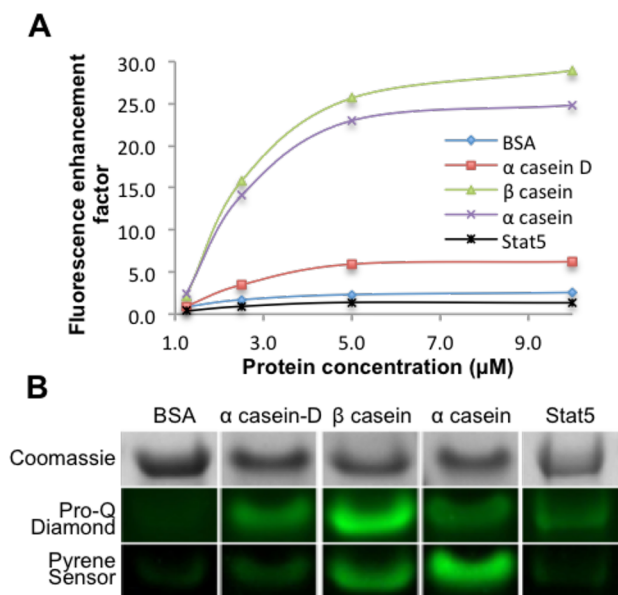 A
Fluorescence enhancement
factor
30.0
25.0
20.0
15.0
10.0
5.0
0.0
BSA
α casein D
β casein
α casein
Stat5
1.0
3.0
5.0
7.0
9.0
Protein concentration (µM)
B
BSA
α casein-D
β casein
α casein
Stat5
Coomassie
Pro-Q
Diamond
Pyrene
Sensor